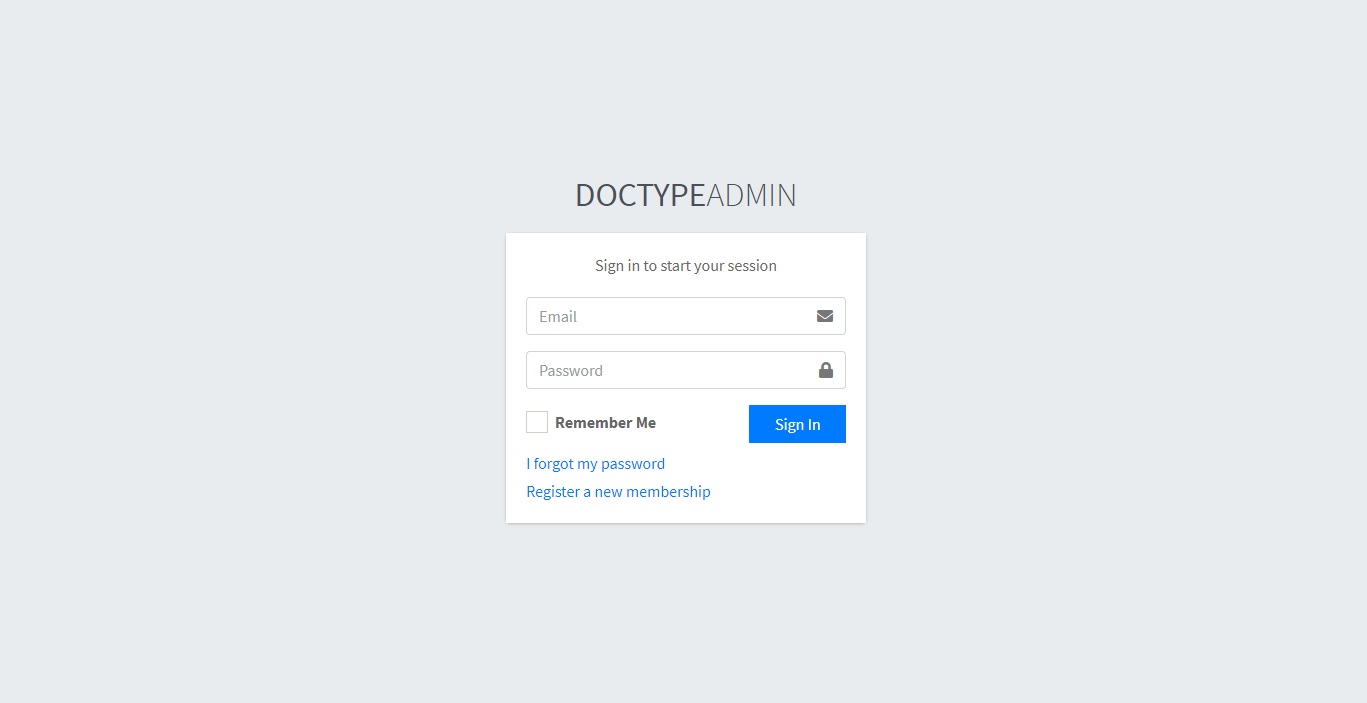 DOCTYPEADMIN
Sign in to start your session
Email
Password
Remember Me
Sign In
I forgot my password
Register a new membership